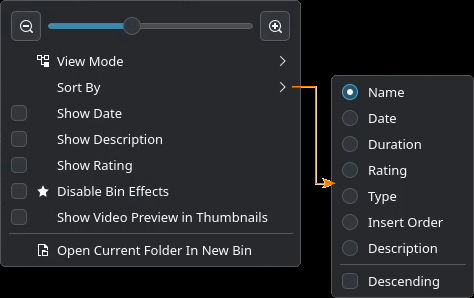 View Mode
Sort By
Show Date
Show Description
Show Rating
Disable Bin Effects
Show Video Preview in Thumbnails
Open Current Folder In New Bin
Name
Date
Duration
Rating
Type
Insert Order
Description
Descending